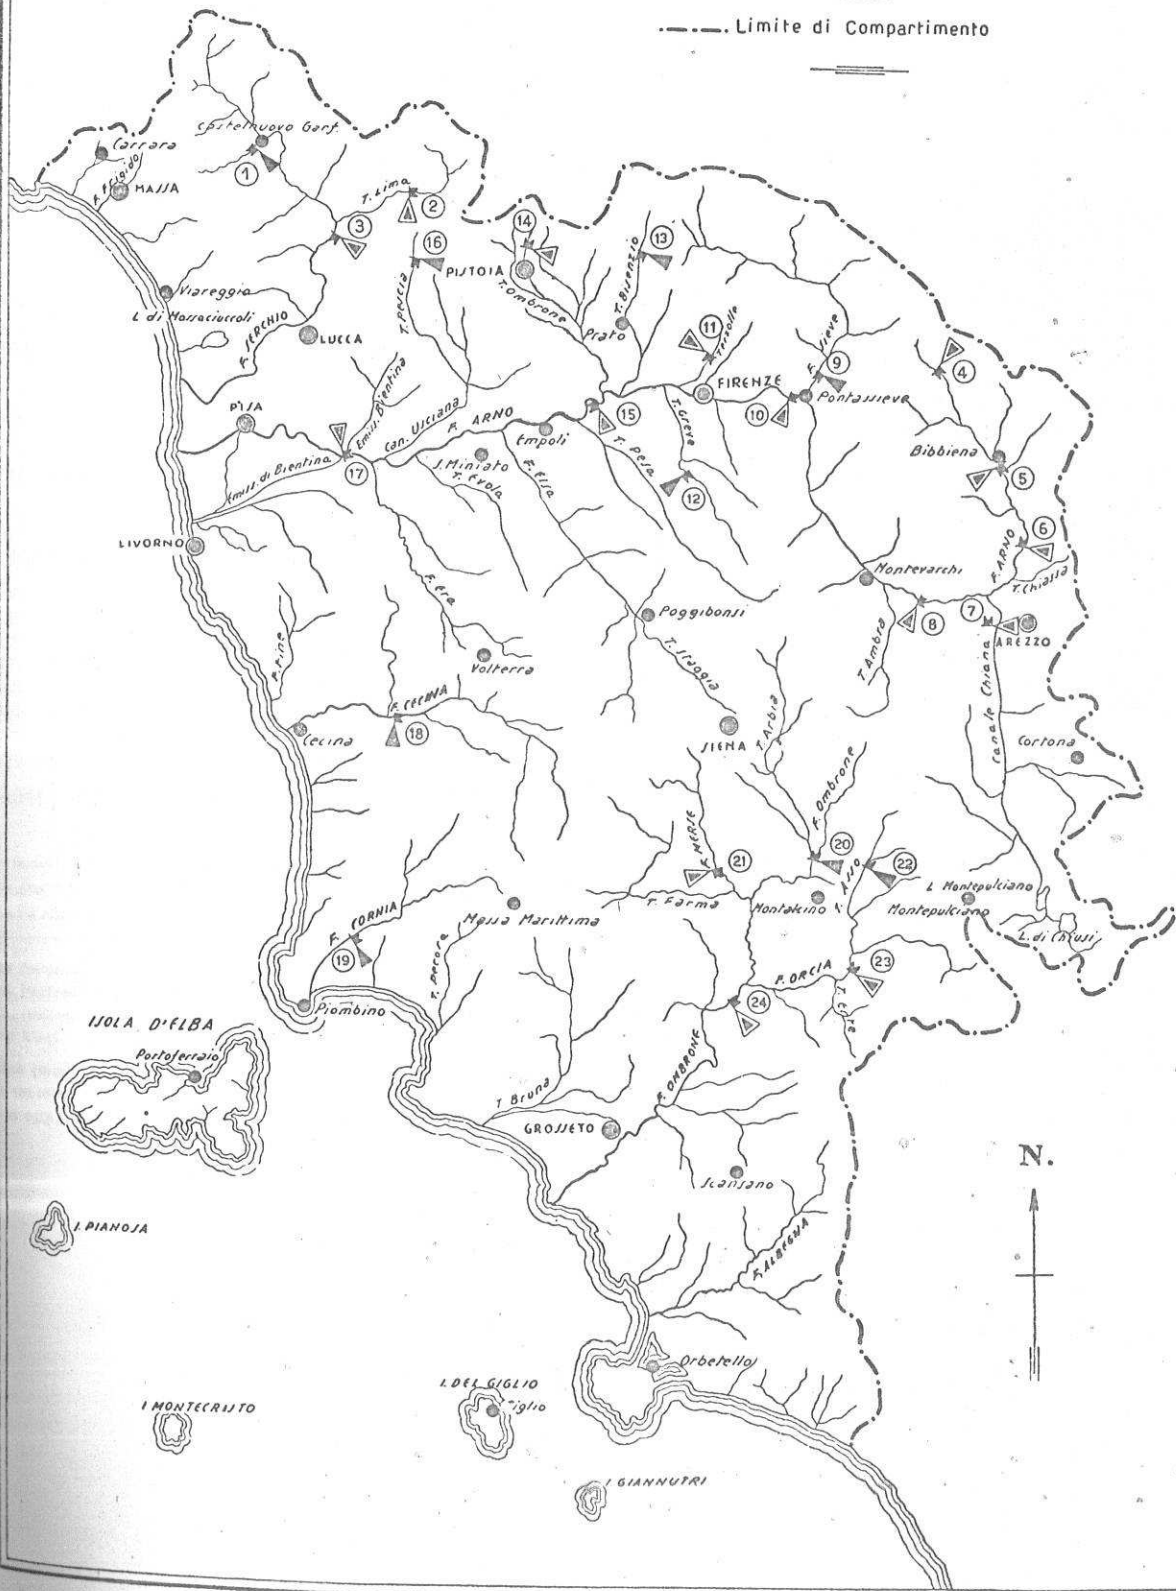 Limite di Compartimento
Castelnuovo Garf.
Carrara
F. Frigido
MASSA
1
T. Lima
2
3
14
13
16
PISTOIA
T. Pescia
T. Ombrone
T. Bisenzio
Prato
Viareggio
L. di Massaciuccoli
F. SERCHIO
LUCCA
11
Terzolle
F. Sieve
9
4
FIRENZE
10
Pontassieve
PISA
Emiss. Bientina
Can. Usciana
F. ARNO
15
Empoli
T. Greve
T. Pesa
Bibbiena
5
S. Miniato
T. Evola
F. Elsa
Emiss. di Bientina
17
12
6
LIVORNO
F. ARNO
T. Chiassa
Montevarchi
F. Era
Poggibonsi
8
7
AREZZO
F. Fine
Volterra
T. Staggia
T. Ambra
Canale Chiana
F. CECINA
18
Cecina
SIENA
T. Arbia
F. Ombrone
Cortona
F. MERSE
21
20
ASSO
22
L. Montepulciano
Montepulciano
Montalcino
T. Farma
F. CORNIA
Massa Marittima
L. di Chiusi
19
T. Pecora
F. ORCIA
23
24
Piombino
ISOLA D'ELBA
Portoferraio
F. OMBRONE
T. Bruna
GROSSETO
N.
Scansano
I. PIANOSA
F. ALBEGNA
Orbetello
I. DEL GIGLIO
Giglio
I MONTECRISTO
I GIANNUTRI